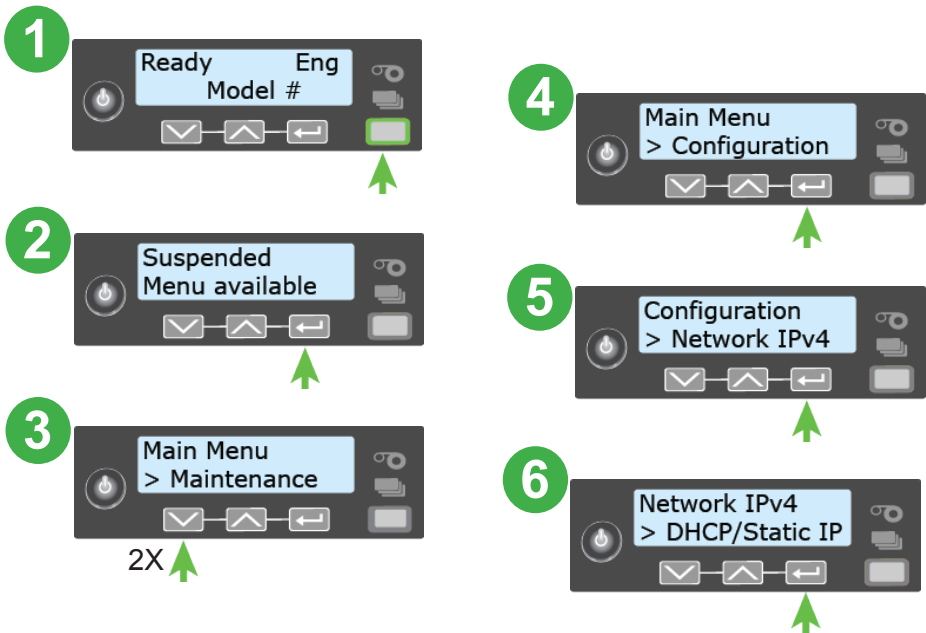 1
Ready Eng
Model #
2
Suspended
Menu available
3
Main Menu
> Maintenance
2X
4
Main Menu
> Configuration
5
Configuration
> Network IPv4
6
Network IPv4
> DHCP/Static IP